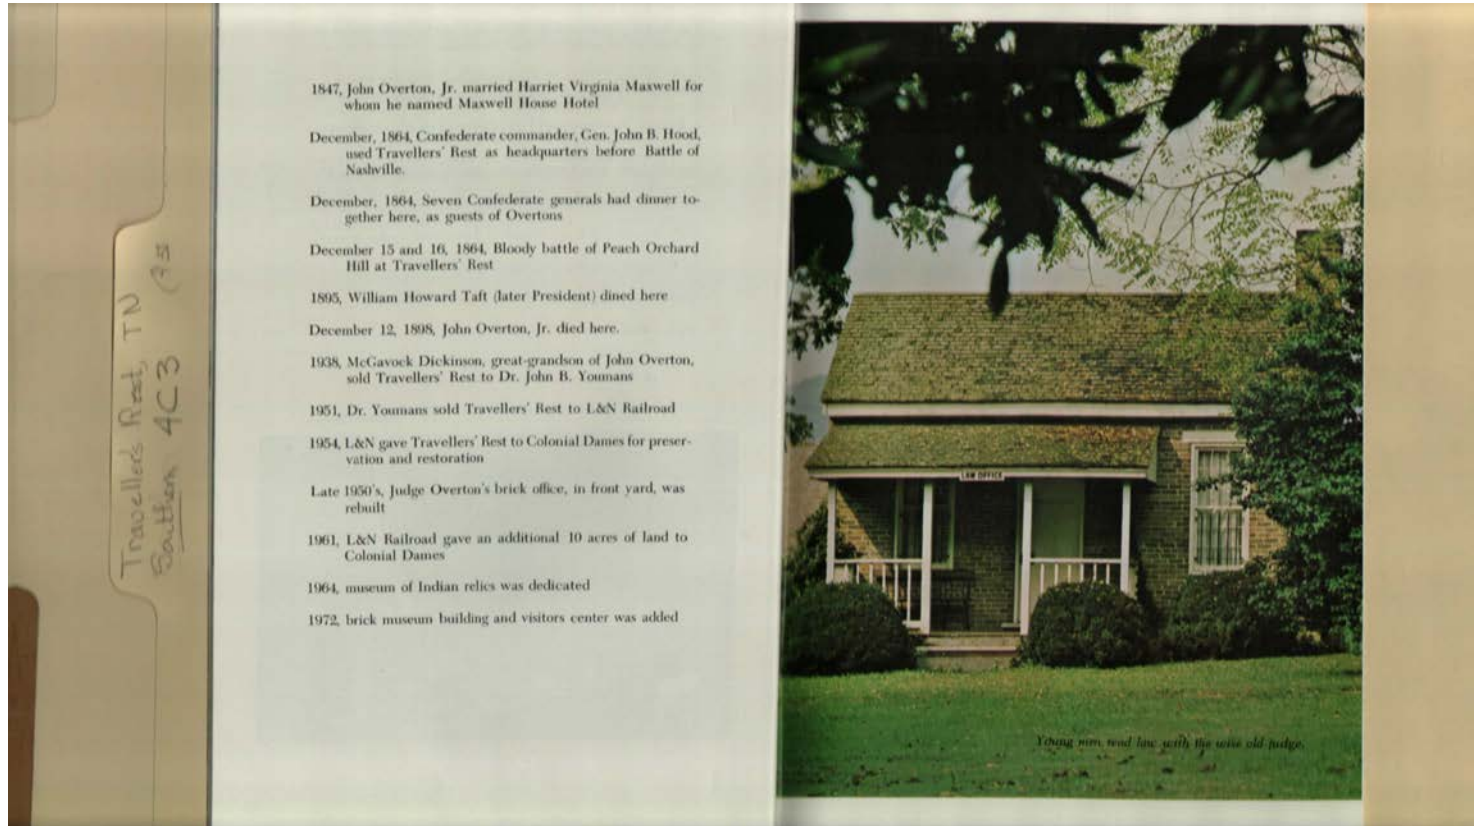 Travellers Rest, TN
Southern 4C3
1847, John Overton, Jr. married Harriet Virginia Maxwell for
whom he named Maxwell House Hotel
December, 1864, Confederate commander, Gen. John B. Hood,
used Travellers' Rest as headquarters before Battle of
Nashville.
December, 1864, Seven Confederate generals had dinner to-
gether here, as guests of Overtons
December 15 and 16, 1864, Bloody battle of Peach Orchard
Hill at Travellers' Rest
1895, William Howard Taft (later President) dined here
December 12, 1898, John Overton, Jr. died here.
1938, McGavock Dickinson, great-grandson of John Overton,
sold Travellers' Rest to Dr. John B. Youmans
1951, Dr. Youmans sold Travellers' Rest to L&N Railroad
1954, L&N gave Travellers' Rest to Colonial Dames for preser-
vation and restoration
Late 1950's, Judge Overton's brick office, in front yard, was
rebuilt
1961, L&N Railroad gave an additional 10 acres of land to
Colonial Dames
1964, museum of Indian relics was dedicated
1972, brick museum building and visitors center was added
LAW OFFICE
Young men read law with the wise old judge.